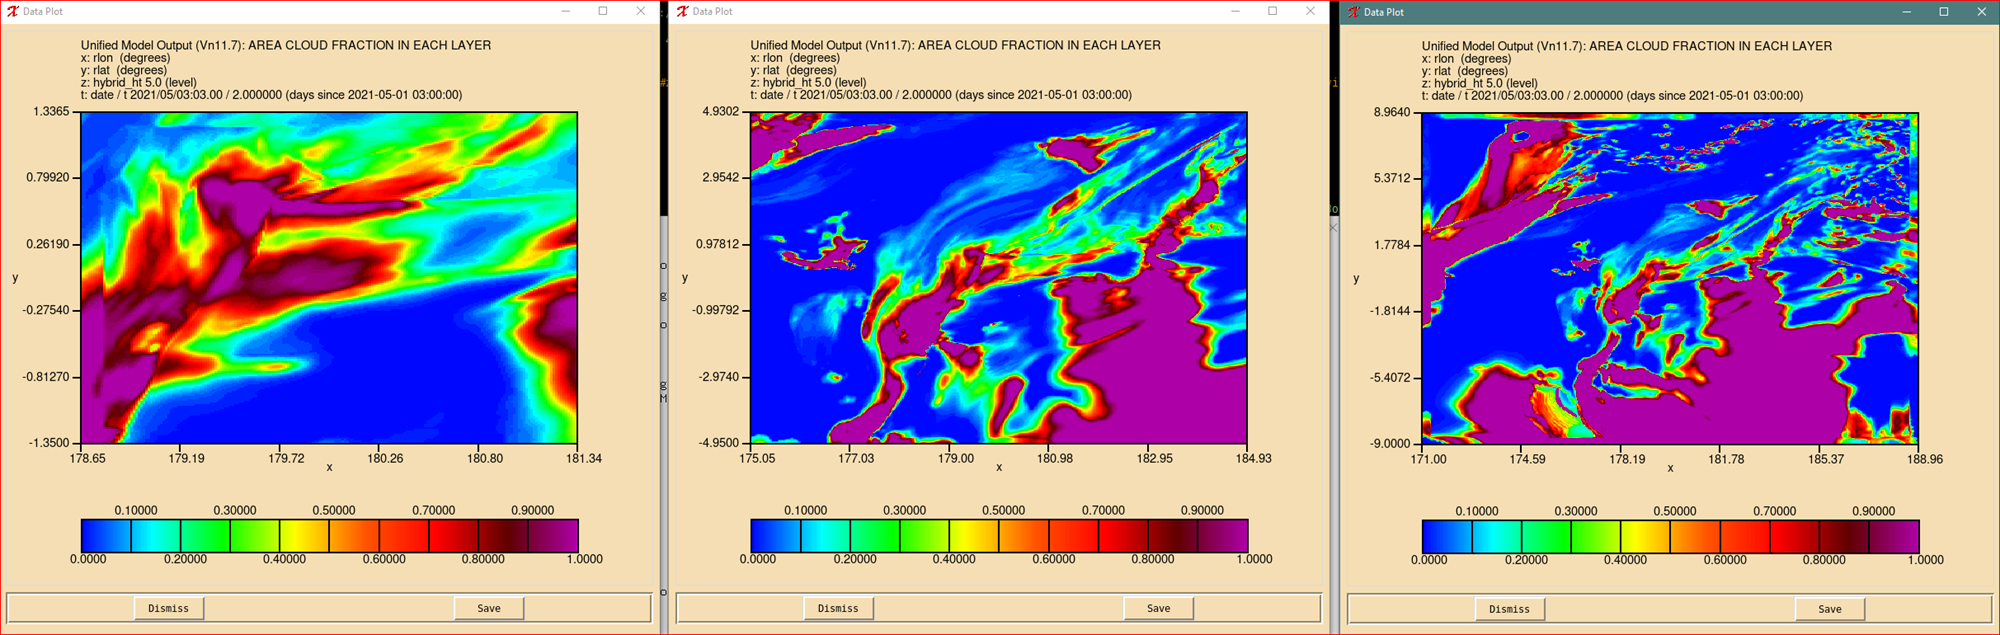 Data Plot
Unified Model Output (Vn11.7): AREA CLOUD FRACTION IN EACH LAYER
x: rlon (degrees)
y: rlat (degrees)
z: hybrid_ht 5.0 (level)
t: date / t 2021/05/03:03.00 / 2.000000 (days since 2021-05-01 03:00:00)
1.3365
0.79920
0.26190
y
-0.27540
-0.81270
-1.3500
178.65 179.19 179.72 180.26 180.80 181.34
x
0.10000 0.30000 0.50000 0.70000 0.90000
0.0000 0.20000 0.40000 0.60000 0.80000 1.0000
Dismiss Save
Data Plot
Unified Model Output (Vn11.7): AREA CLOUD FRACTION IN EACH LAYER
x: rlon (degrees)
y: rlat (degrees)
z: hybrid_ht 5.0 (level)
t: date / t 2021/05/03:03.00 / 2.000000 (days since 2021-05-01 03:00:00)
4.9302
2.9542
0.97812
y
-0.99792
-2.9740
-4.9500
175.05 177.03 179.00 180.98 182.95 184.93
x
0.10000 0.30000 0.50000 0.70000 0.90000
0.0000 0.20000 0.40000 0.60000 0.80000 1.0000
Dismiss Save
Data Plot
Unified Model Output (Vn11.7): AREA CLOUD FRACTION IN EACH LAYER
x: rlon (degrees)
y: rlat (degrees)
z: hybrid_ht 5.0 (level)
t: date / t 2021/05/03:03.00 / 2.000000 (days since 2021-05-01 03:00:00)
8.9640
5.3712
1.7784
y
-1.8144
-5.4072
-9.0000
171.00 174.59 178.19 181.78 185.37 188.96
x
0.10000 0.30000 0.50000 0.70000 0.90000
0.0000 0.20000 0.40000 0.60000 0.80000 1.0000
Dismiss Save